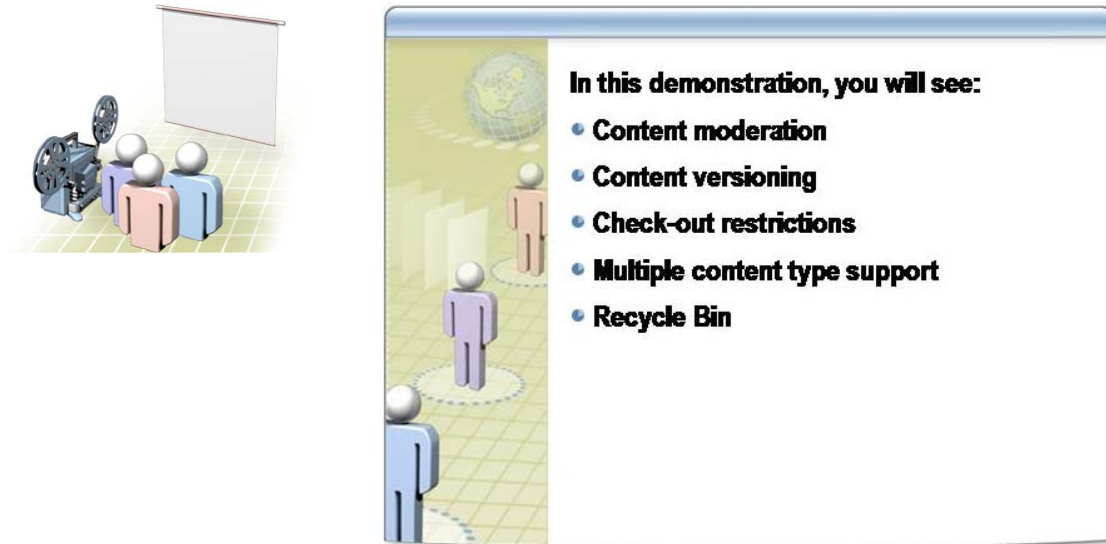 In this demonstration, you will see:
Content moderation
Content versioning
Check-out restrictions
Multiple content type support
Recycle Bin